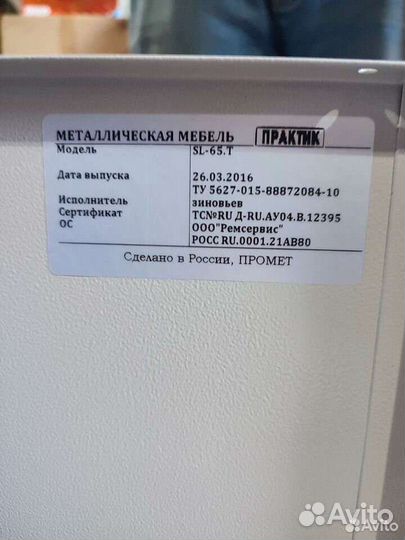 МЕТАЛЛИЧЕСКАЯ МЕБЕЛЬ ПРАКТИК
Модель SL-65.T
Дата выпуска 26.03.2016
ТУ 5627-015-88872084-10
Исполнитель зиновьев
Сертификат ТС№RU Д-RU.АУ04.В.12395
ОС ООО"Ремсервис"
РОСС RU.0001.21АВ80
Сделано в России, ПРОМЕТ
Avito
Avito